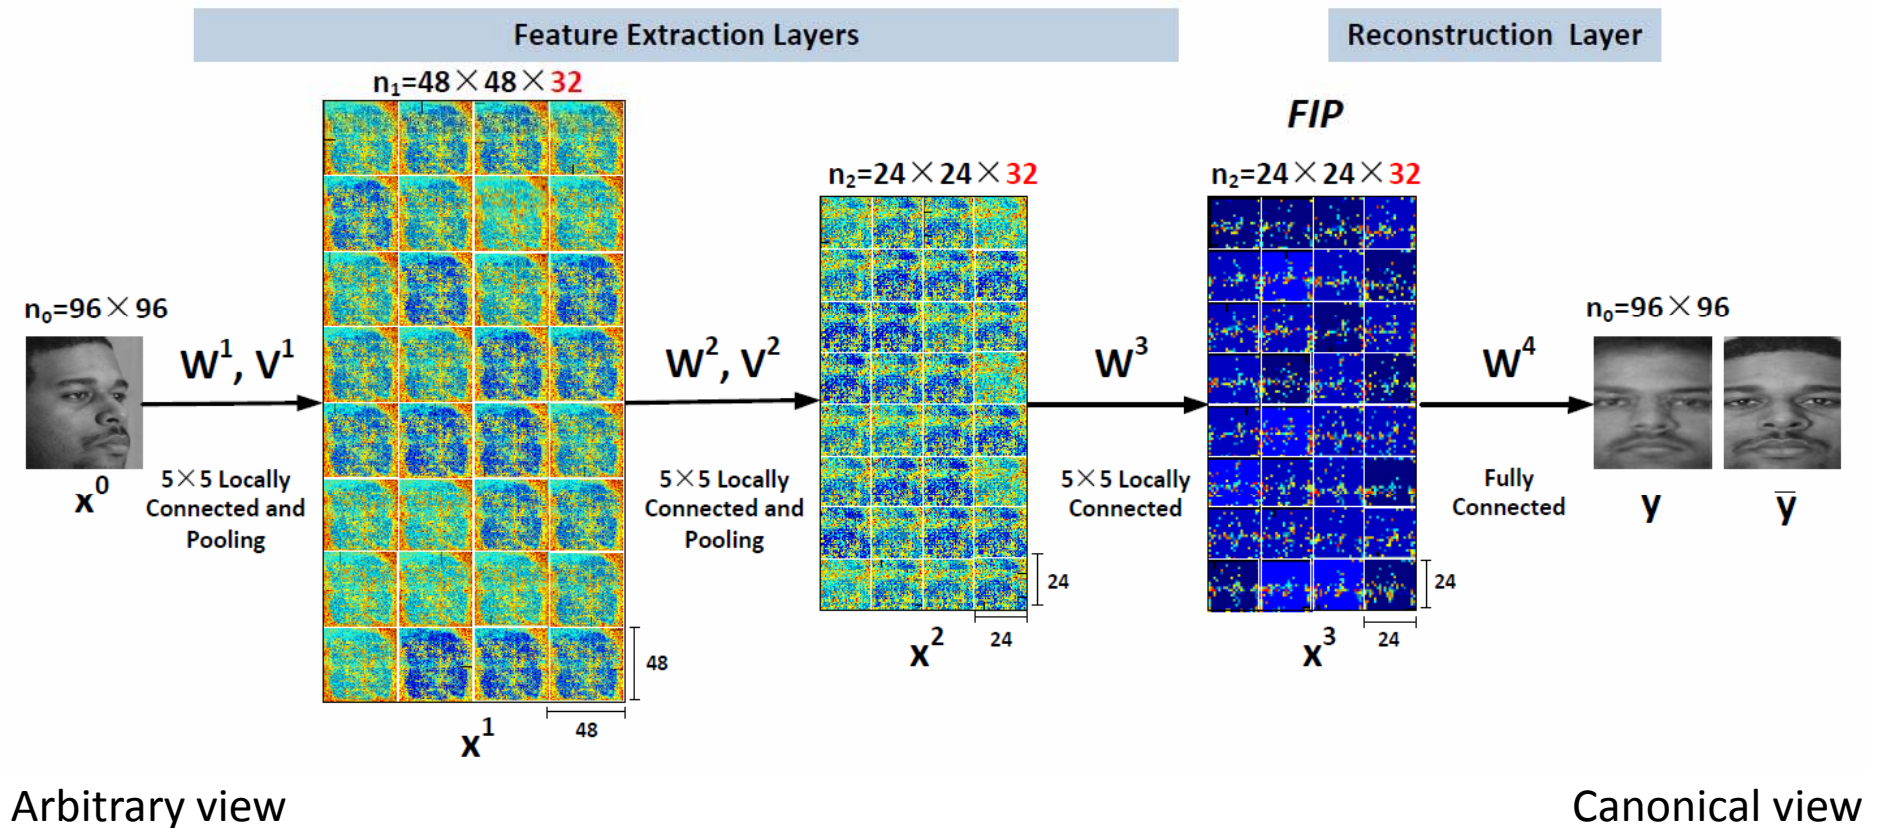 Feature Extraction Layers
Reconstruction Layer
n₁=48×48×32
FIP
n₂=24×24×32
n₂=24×24×32
n₀=96×96
n₀=96×96
W¹, V¹
W², V²
W³
W⁴
5×5 Locally
Connected and
Pooling
5×5 Locally
Connected and
Pooling
5×5 Locally
Connected
Fully
Connected
x⁰
y
y̅
24
24
24
24
x²
x³
48
48
x¹
Arbitrary view
Canonical view